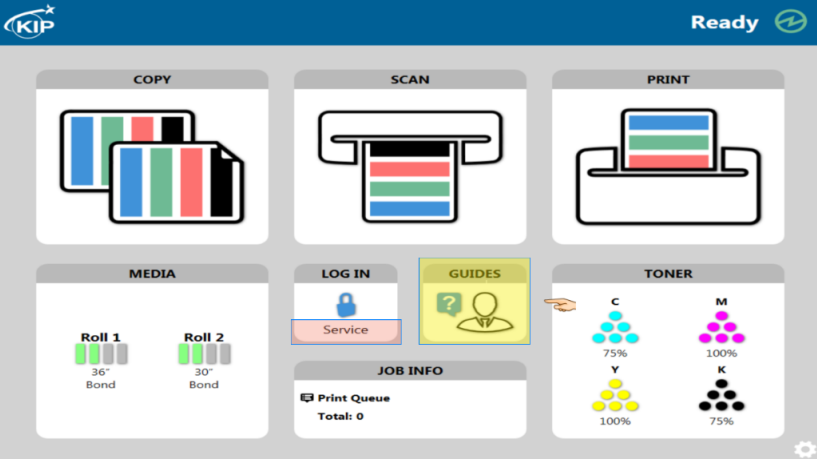 KIP
Ready
COPY
SCAN
PRINT
MEDIA
Roll 1
36"
Bond
Roll 2
30"
Bond
LOG IN
Service
GUIDES
?
JOB INFO
Print Queue
Total: 0
TONER
C
75%
M
100%
Y
100%
K
75%